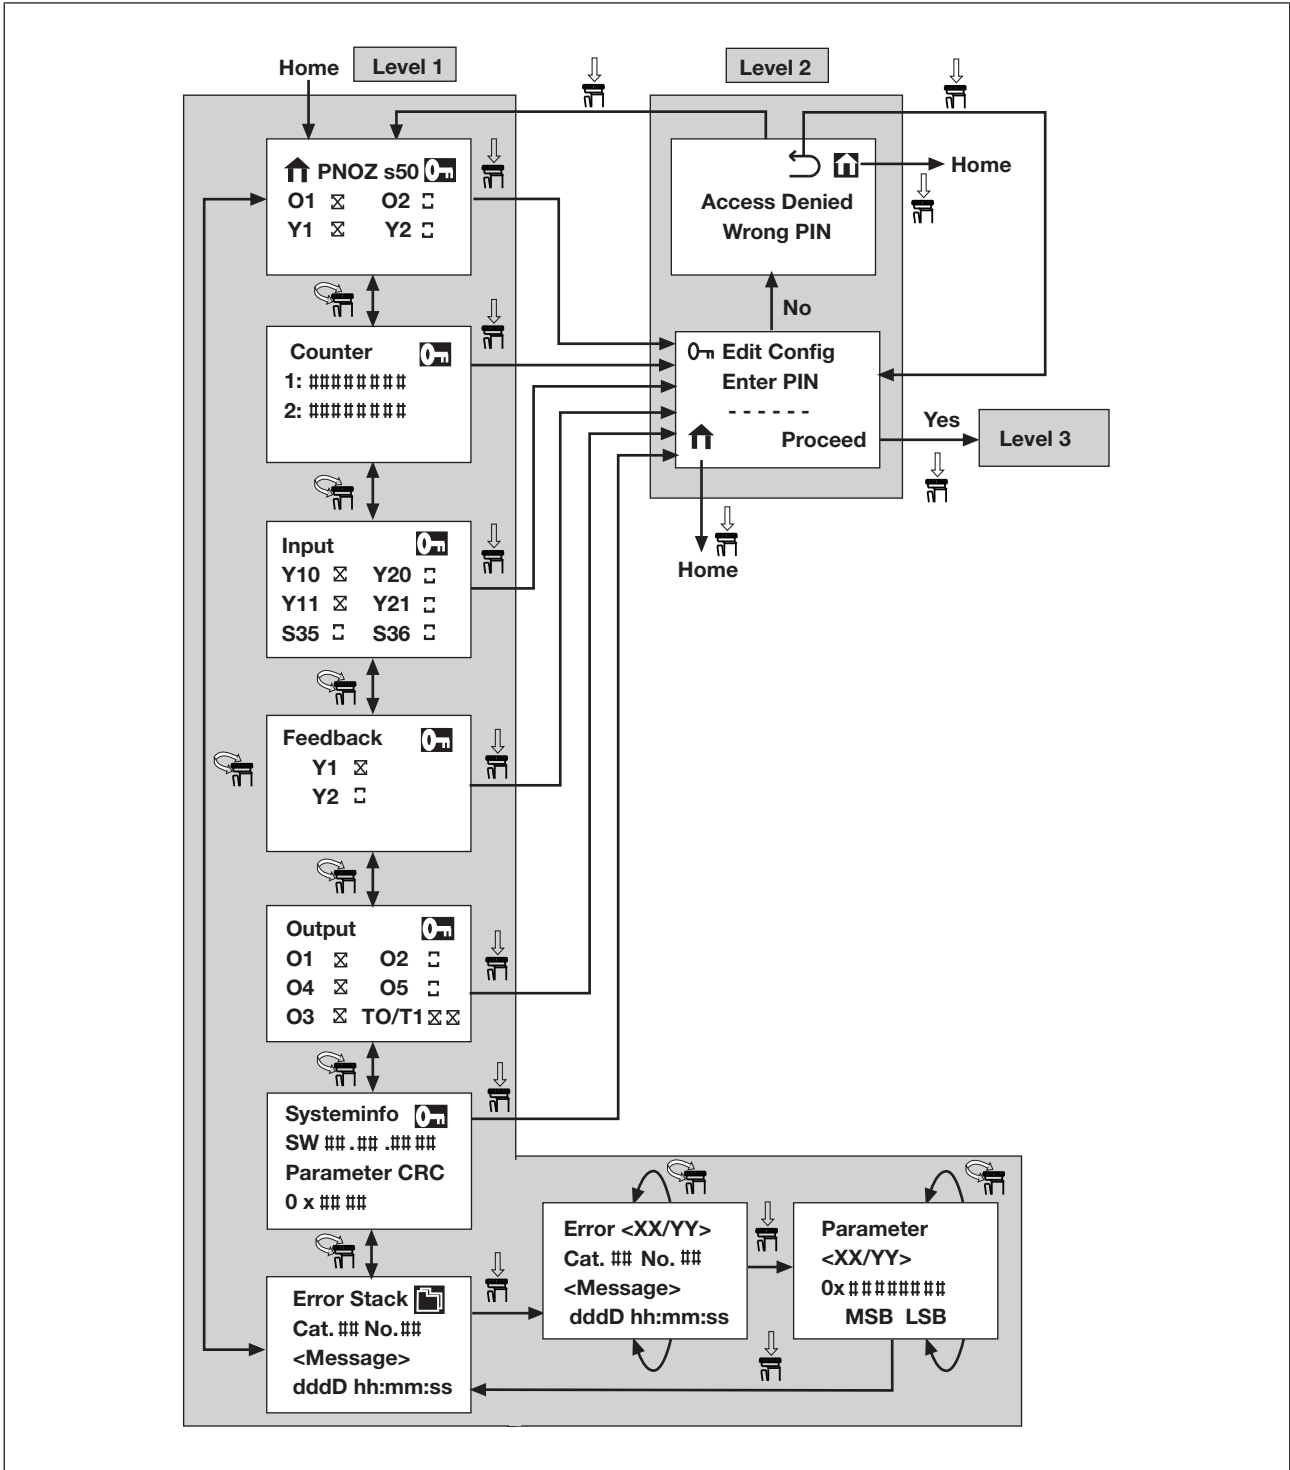 Home
Level 1
PNOZ s50
O1 O2
Y1 Y2
Counter
1: ########
2: ########
Input
Y10 Y20
Y11 Y21
S35 S36
Feedback
Y1
Y2
Output
O1 O2
O4 O5
O3 TO/T1
Systeminfo
SW ##.##.####
Parameter CRC
0 x ## ##
Error Stack
Cat. ## No. ##
<Message>
dddD hh:mm:ss
Error <XX/YY>
Cat. ## No. ##
<Message>
dddD hh:mm:ss
Parameter
<XX/YY>
0x ########
MSB LSB
Level 2
Home
Access Denied
Wrong PIN
No
Edit Config
Enter PIN
------
Proceed
Yes
Level 3
Home